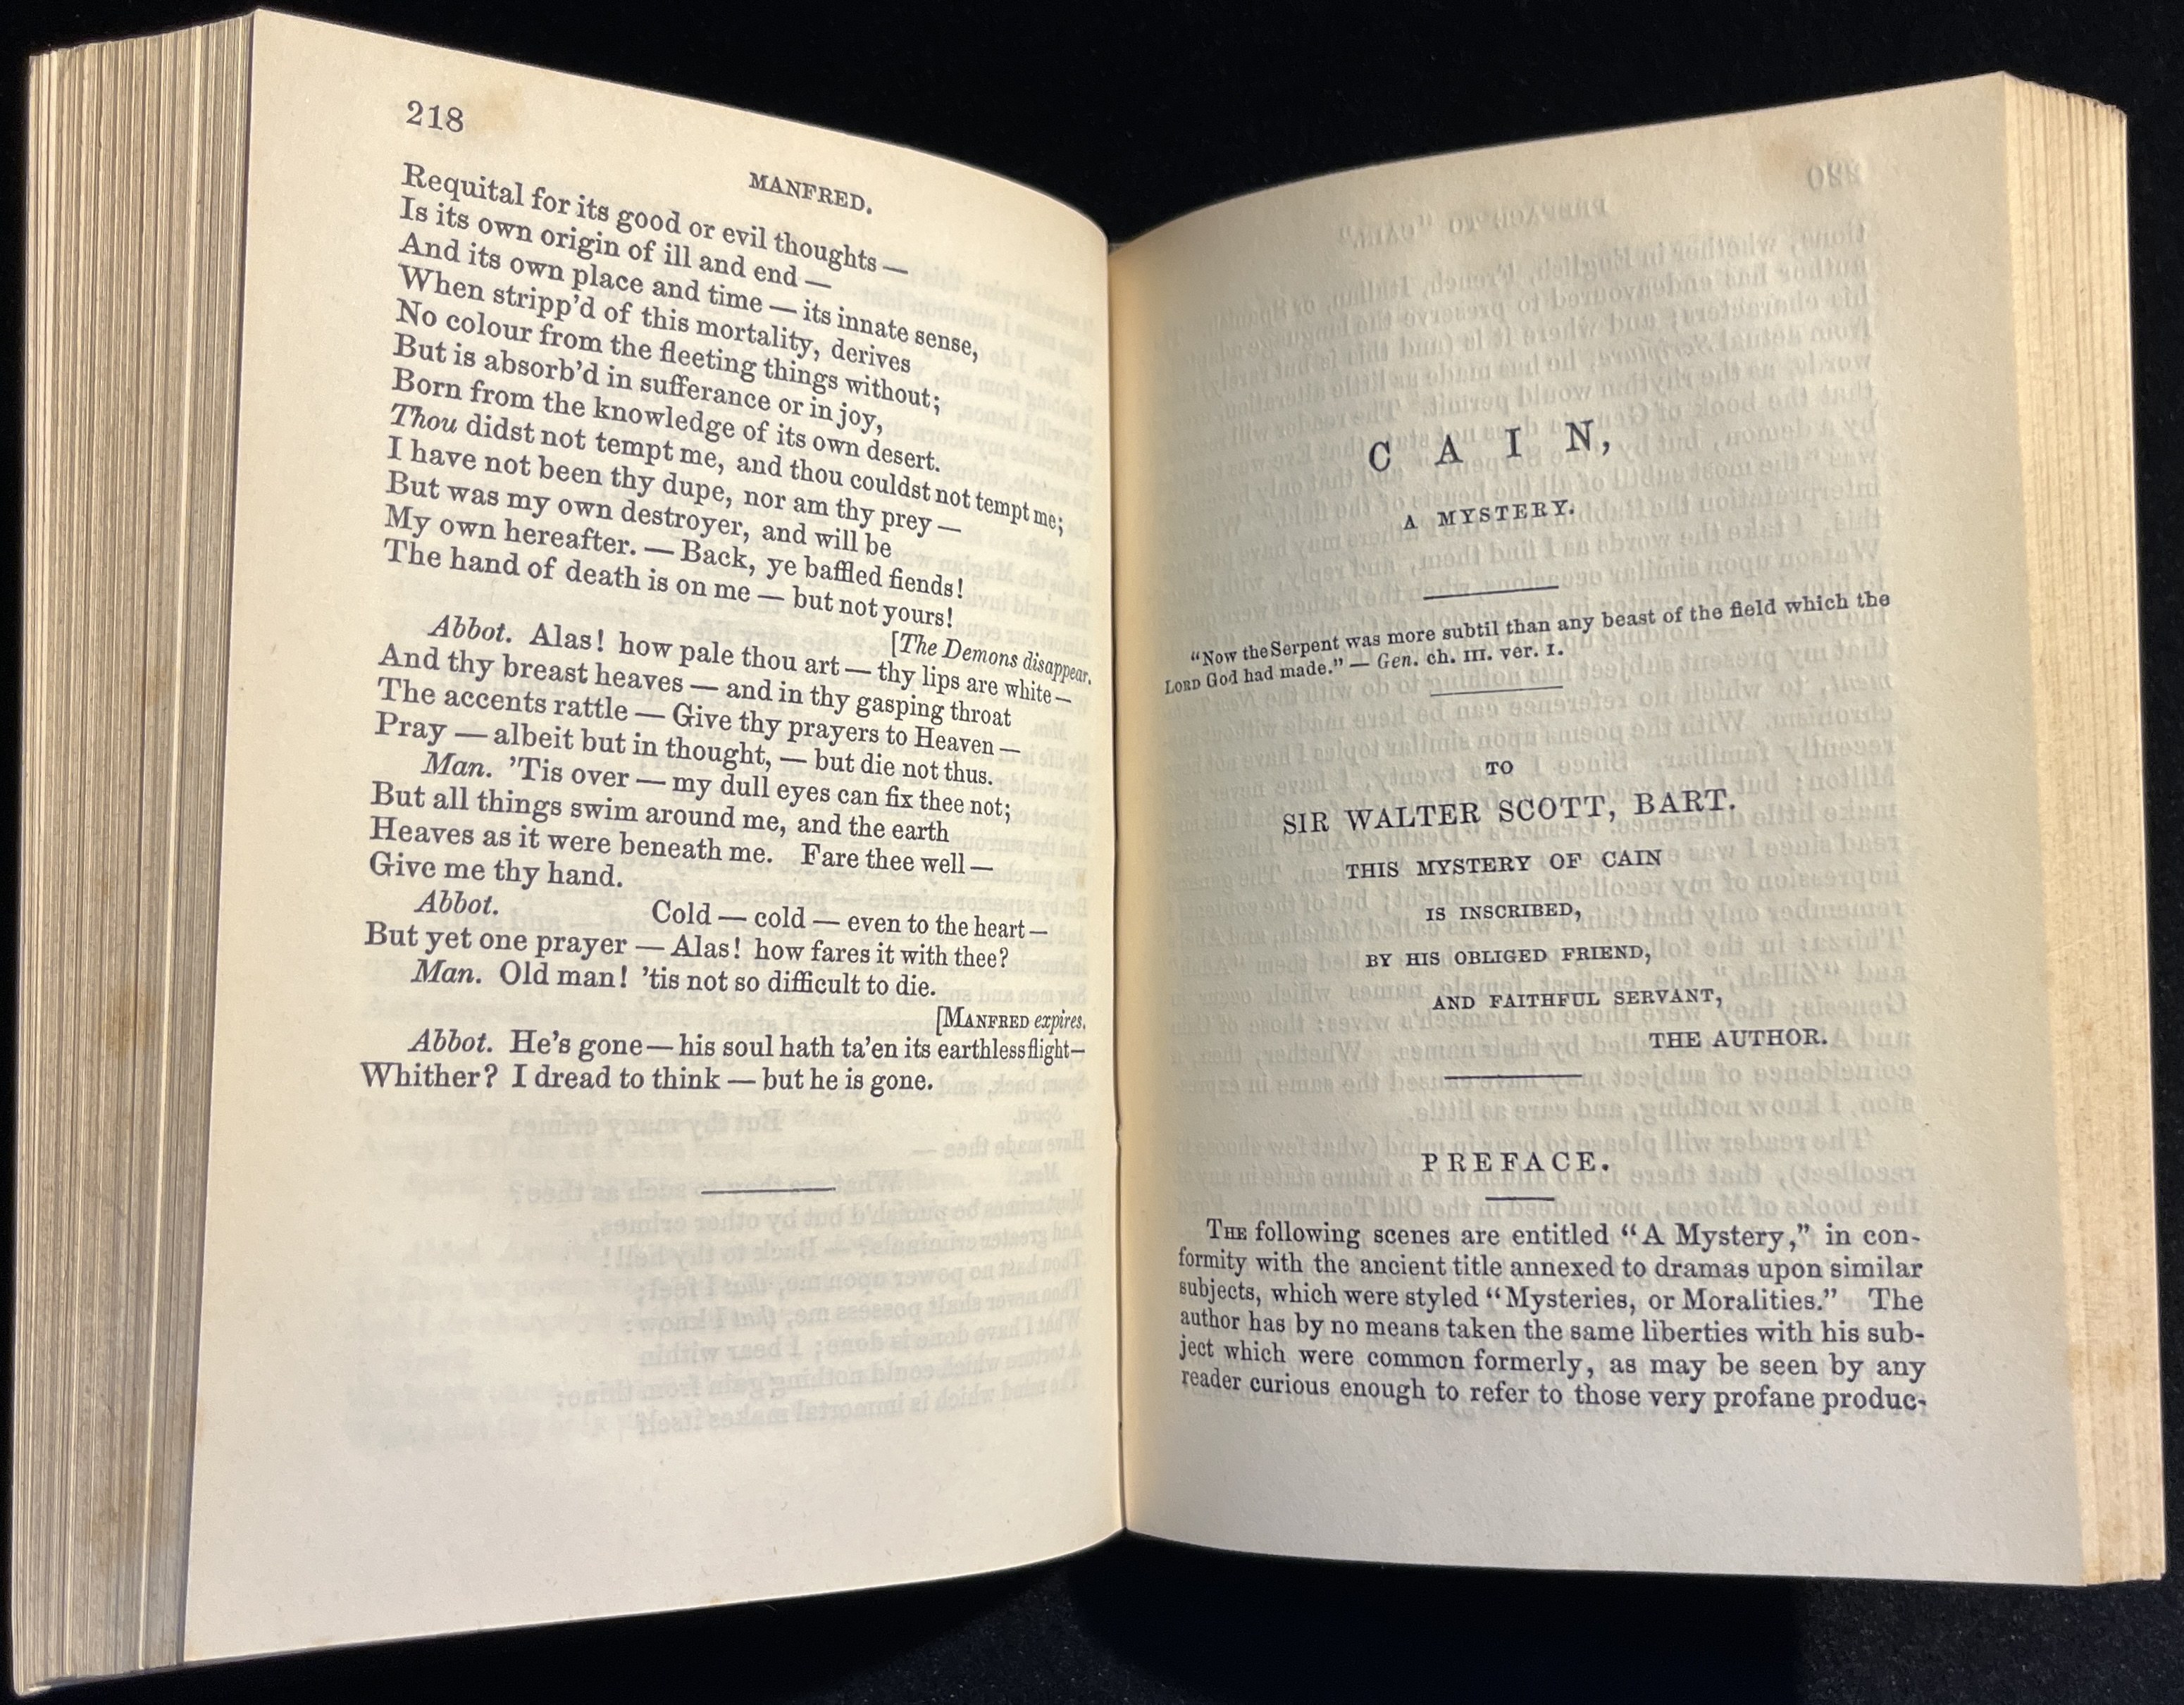 218
MANFRED.
Requital for its good or evil thoughts —
Is its own origin of ill and end —
And its own place and time — its innate sense,
When stripp'd of this mortality, derives
No colour from the fleeting things without;
But is absorb'd in sufferance or in joy,
Born from the knowledge of its own desert.
Thou didst not tempt me, and thou couldst not tempt me;
I have not been thy dupe, nor am thy prey —
But was my own destroyer, and will be
My own hereafter. — Back, ye baffled fiends!
The hand of death is on me — but not yours!
[The Demons disappear.
Abbot. Alas! how pale thou art — thy lips are white —
And thy breast heaves — and in thy gasping throat
The accents rattle — Give thy prayers to Heaven —
Pray — albeit but in thought, — but die not thus.
Man. 'Tis over — my dull eyes can fix thee not;
But all things swim around me, and the earth
Heaves as it were beneath me. Fare thee well —
Give me thy hand.
Abbot. Cold — cold — even to the heart —
But yet one prayer — Alas! how fares it with thee?
Man. Old man! 'tis not so difficult to die.
[MANFRED expires.
Abbot. He's gone — his soul hath ta'en its earthless flight —
Whither? I dread to think — but he is gone.
CAIN,
A MYSTERY.
"Now the Serpent was more subtil than any beast of the field which the
LORD God had made." — Gen. ch. III. ver. I.
TO
SIR WALTER SCOTT, BART.
THIS MYSTERY OF CAIN
IS INSCRIBED,
BY HIS OBLIGED FRIEND,
AND FAITHFUL SERVANT,
THE AUTHOR.
PREFACE.
THE following scenes are entitled "A Mystery," in con-
formity with the ancient title annexed to dramas upon similar
subjects, which were styled "Mysteries, or Moralities." The
author has by no means taken the same liberties with his sub-
ject which were common formerly, as may be seen by any
reader curious enough to refer to those very profane produc-